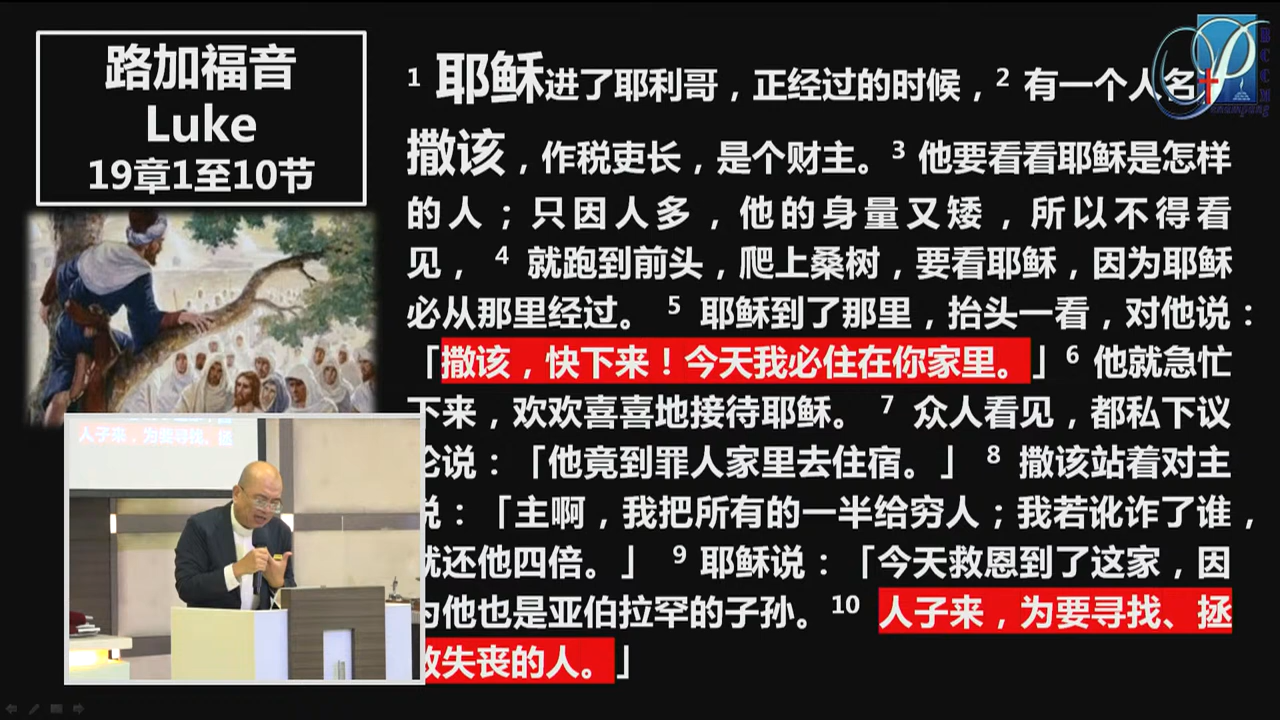 路加福音
Luke
19章1至10节
1 耶稣进了耶利哥，正经过的时候，2 有一个人名
撒该，作税吏长，是个财主。3 他要看看耶稣是怎样
的人；只因人多，他的身量又矮，所以不得看
见， 4 就跑到前头，爬上桑树，要看耶稣，因为耶稣
必从那里经过。 5 耶稣到了那里，抬头一看，对他说：
「撒该，快下来！今天我必住在你家里。」6 他就急忙
下来，欢欢喜喜地接待耶稣。 7 众人看见，都私下议
论说：「他竟到罪人家里去住宿。」 8 撒该站着对主
说：「主啊，我把所有的一半给穷人；我若讹诈了谁，
就还他四倍。」 9 耶稣说：「今天救恩到了这家，因
为他也是亚伯拉罕的子孙。10 人子来，为要寻找、拯
救失丧的人。」
人子来，为要寻找、拯